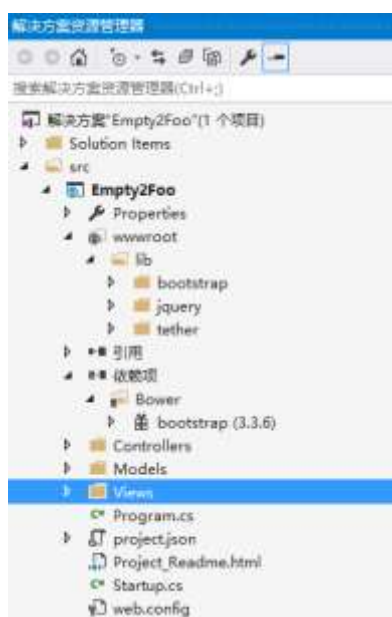 解决方案资源管理器
搜索解决方案资源管理器(Ctrl+;)
解决方案"Empty2Foo"(1 个项目)
Solution Items
src
Empty2Foo
Properties
wwwroot
lib
bootstrap
jquery
tether
引用
依赖项
Bower
bootstrap (3.3.6)
Controllers
Models
Views
Program.cs
project.json
Project_Readme.html
Startup.cs
web.config